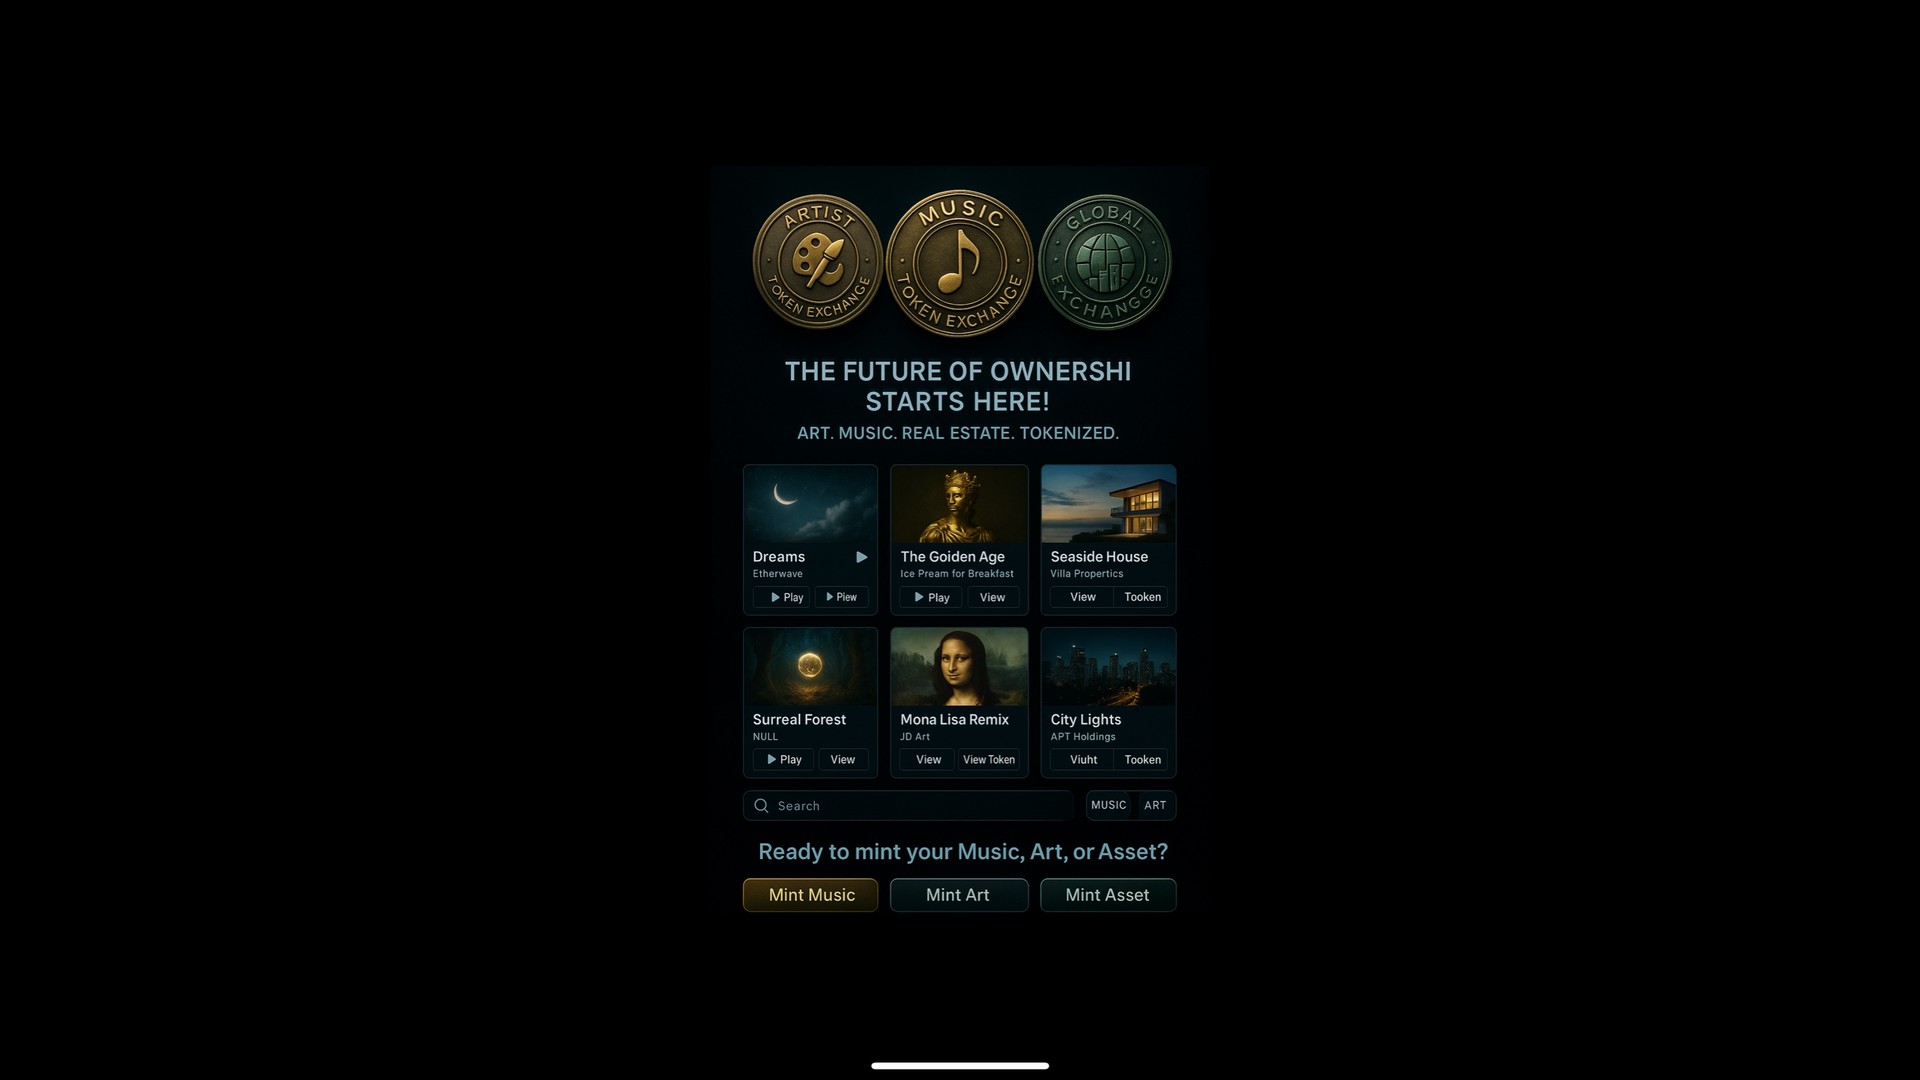 ARTIST
TOKEN EXCHANGE
MUSIC
TOKEN EXCHANGE
GLOBAL
EXCHANGGE
THE FUTURE OF OWNERSHI
STARTS HERE!
ART. MUSIC. REAL ESTATE. TOKENIZED.
Dreams
Etherwave
Play
Piew
The Goiden Age
Ice Pream for Breakfast
Play
View
Seaside House
Villa Propertics
View
Tooken
Surreal Forest
NULL
Play
View
Mona Lisa Remix
JD Art
View
View Token
City Lights
APT Holdings
Viuht
Tooken
Search
MUSIC
ART
Ready to mint your Music, Art, or Asset?
Mint Music
Mint Art
Mint Asset